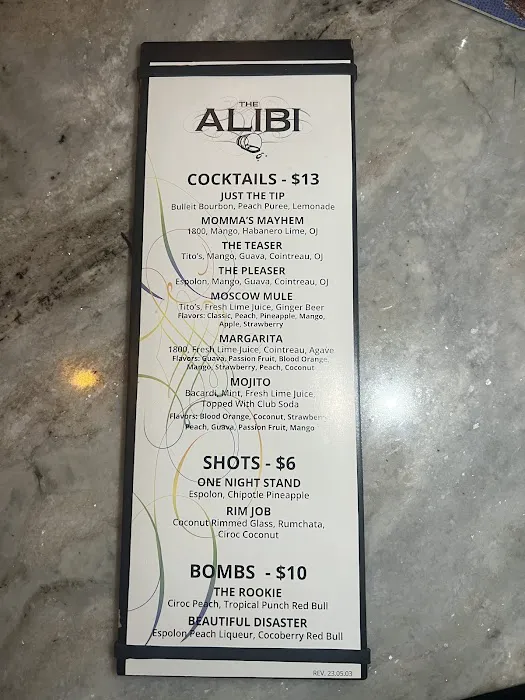 THE
ALIBI
COCKTAILS - $13
JUST THE TIP
Bulleit Bourbon, Peach Puree, Lemonade
MOMMA'S MAYHEM
1800, Mango, Habanero Lime, OJ
THE TEASER
Tito's, Mango, Guava, Cointreau, OJ
THE PLEASER
Espolon, Mango, Guava, Cointreau, OJ
MOSCOW MULE
Tito's, Fresh Lime Juice, Ginger Beer
Flavors: Classic, Peach, Pineapple, Mango,
Apple, Strawberry
MARGARITA
1800, Fresh Lime Juice, Cointreau, Agave
Flavors: Guava, Passion Fruit, Blood Orange,
Mango, Strawberry, Peach, Coconut
MOJITO
Bacardi, Mint, Fresh Lime Juice,
Topped With Club Soda
Flavors: Blood Orange, Coconut, Strawberry
Peach, Guava, Passion Fruit, Mango
SHOTS - $6
ONE NIGHT STAND
Espolon, Chipotle Pineapple
RIM JOB
Coconut Rimmed Glass, Rumchata,
Ciroc Coconut
BOMBS - $10
THE ROOKIE
Ciroc Peach, Tropical Punch Red Bull
BEAUTIFUL DISASTER
Espolon Peach Liqueur, Cocoberry Red Bull
REV. 23.05.03